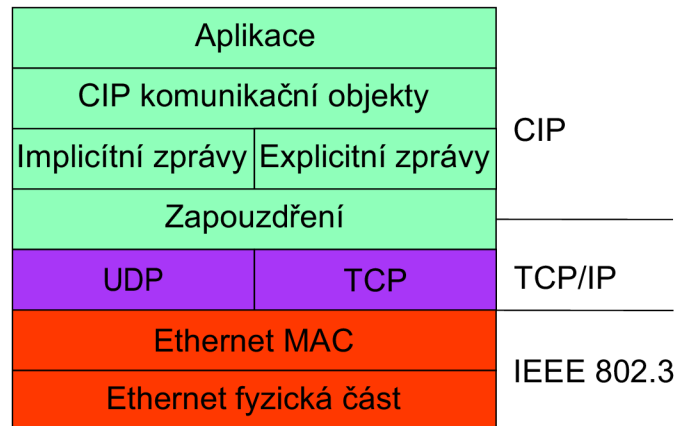 Aplikace
CIP komunikační objekty
Implicítní zprávy
Explicitní zprávy
CIP
Zapouzdření
UDP
TCP
TCP/IP
Ethernet MAC
IEEE 802.3
Ethernet fyzická část